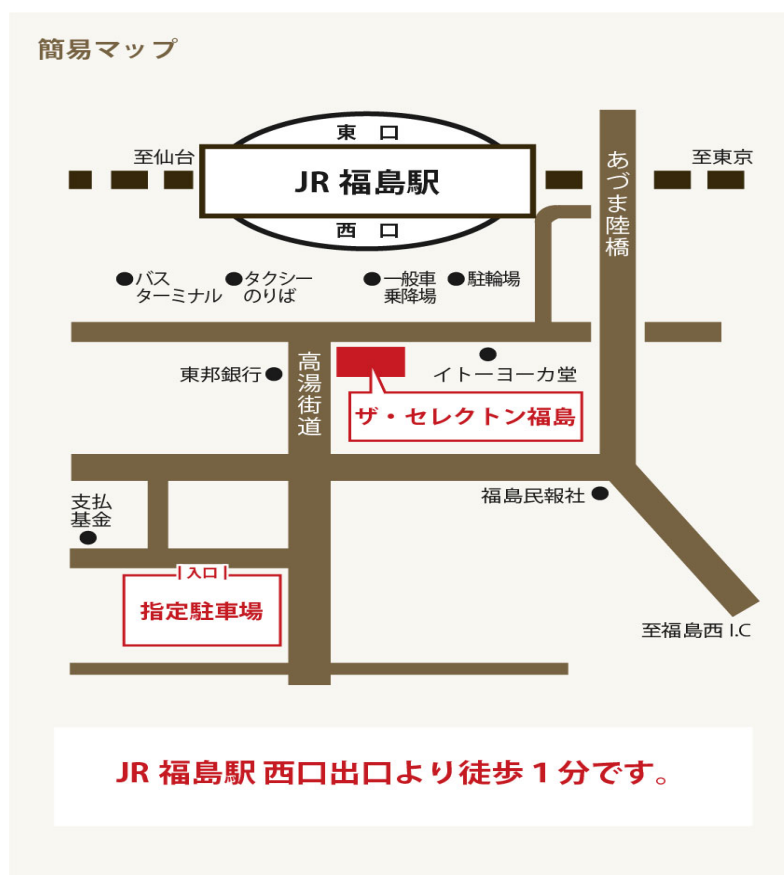 簡易マップ
東 口
至仙台
JR 福島駅
至東京
西 口
あづま陸橋
バス
ターミナル
タクシー
のりば
一般車
乗降場
駐輪場
東邦銀行
高湯街道
イトーヨーカ堂
ザ・セレクトン福島
支払
基金
福島民報社
入口
指定駐車場
至福島西 I.C
JR 福島駅 西口出口より徒歩 1 分です。